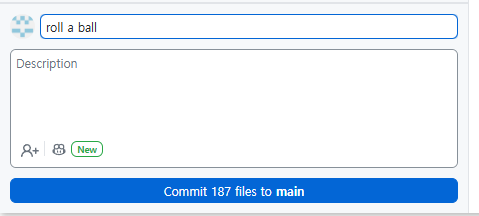 roll a ball
Description
New
Commit 187 files to main